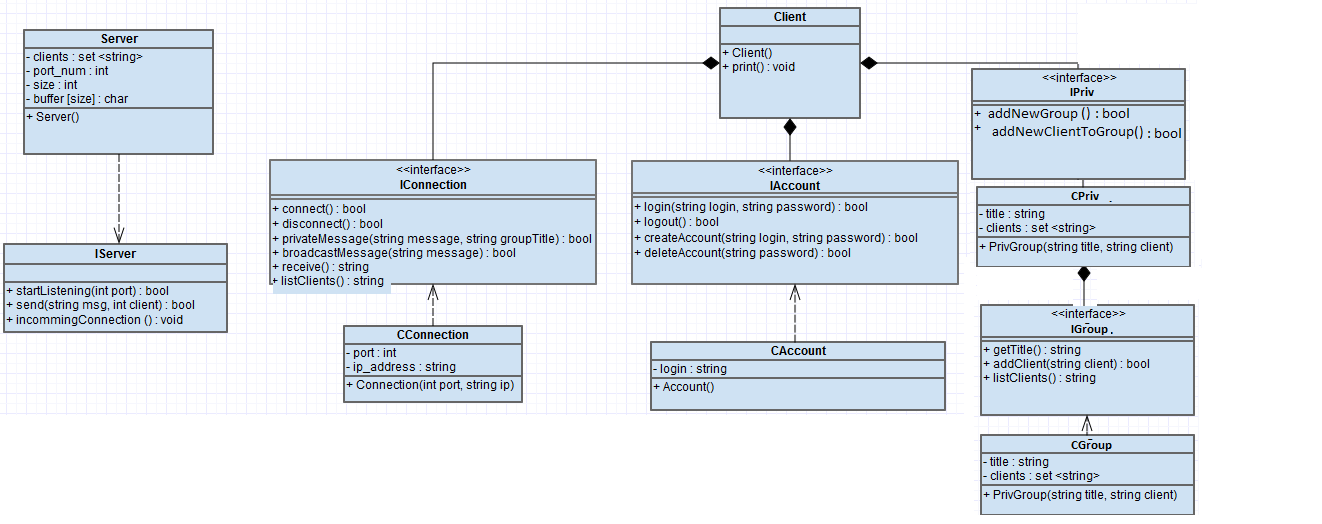 Server
- clients : set <string>
- port_num : int
- size : int
- buffer [size] : char
+ Server()
IServer
+ startListening(int port) : bool
+ send(string msg, int client) : bool
+ incommingConnection () : void
Client
+ Client()
+ print() : void
<<interface>>
IConnection
+ connect() : bool
+ disconnect() : bool
+ privateMessage(string message, string groupTitle) : bool
+ broadcastMessage(string message) : bool
+ receive() : string
+ listClients() : string
CConnection
- port : int
- ip_address : string
+ Connection(int port, string ip)
<<interface>>
IAccount
+ login(string login, string password) : bool
+ logout() : bool
+ createAccount(string login, string password) : bool
+ deleteAccount(string password) : bool
CAccount
- login : string
+ Account()
<<interface>>
IPriv
+ addNewGroup () : bool
+ addNewClientToGroup() : bool
CPriv
- title : string
- clients : set <string>
+ PrivGroup(string title, string client)
<<interface>>
IGroup
+ getTitle() : string
+ addClient(string client) : bool
+ listClients() : string
CGroup
- title : string
- clients : set <string>
+ PrivGroup(string title, string client)